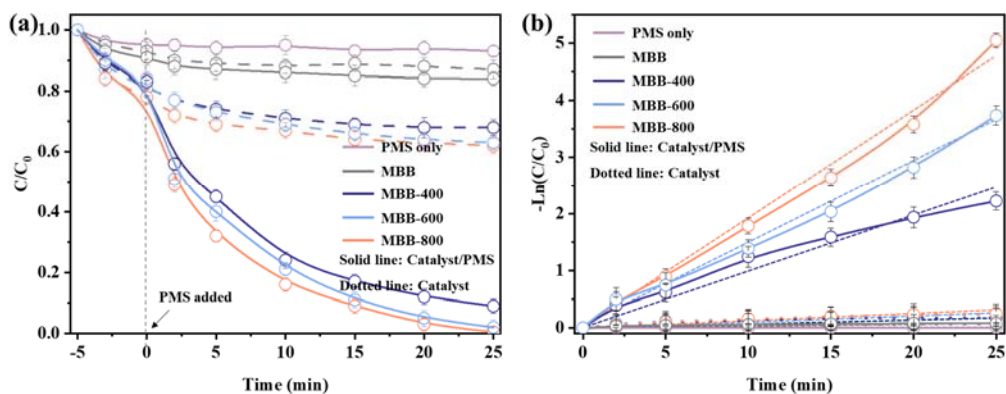 (a)
1.0
0.8
0.6
0.4
0.2
0.0
C/C0
-5
0
5
10
15
20
25
Time (min)
PMS only
MBB
MBB-400
MBB-600
MBB-800
Solid line: Catalyst/PMS
Dotted line: Catalyst
PMS added
(b)
5
4
3
2
1
0
-Ln(C/C0)
0
5
10
15
20
25
Time (min)
PMS only
MBB
MBB-400
MBB-600
MBB-800
Solid line: Catalyst/PMS
Dotted line: Catalyst